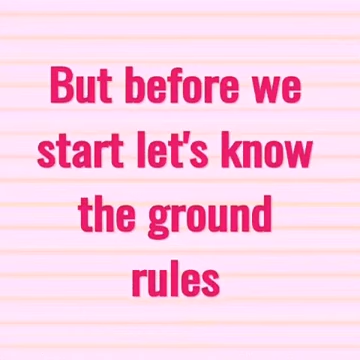 But before we
start let's know
the ground
rules